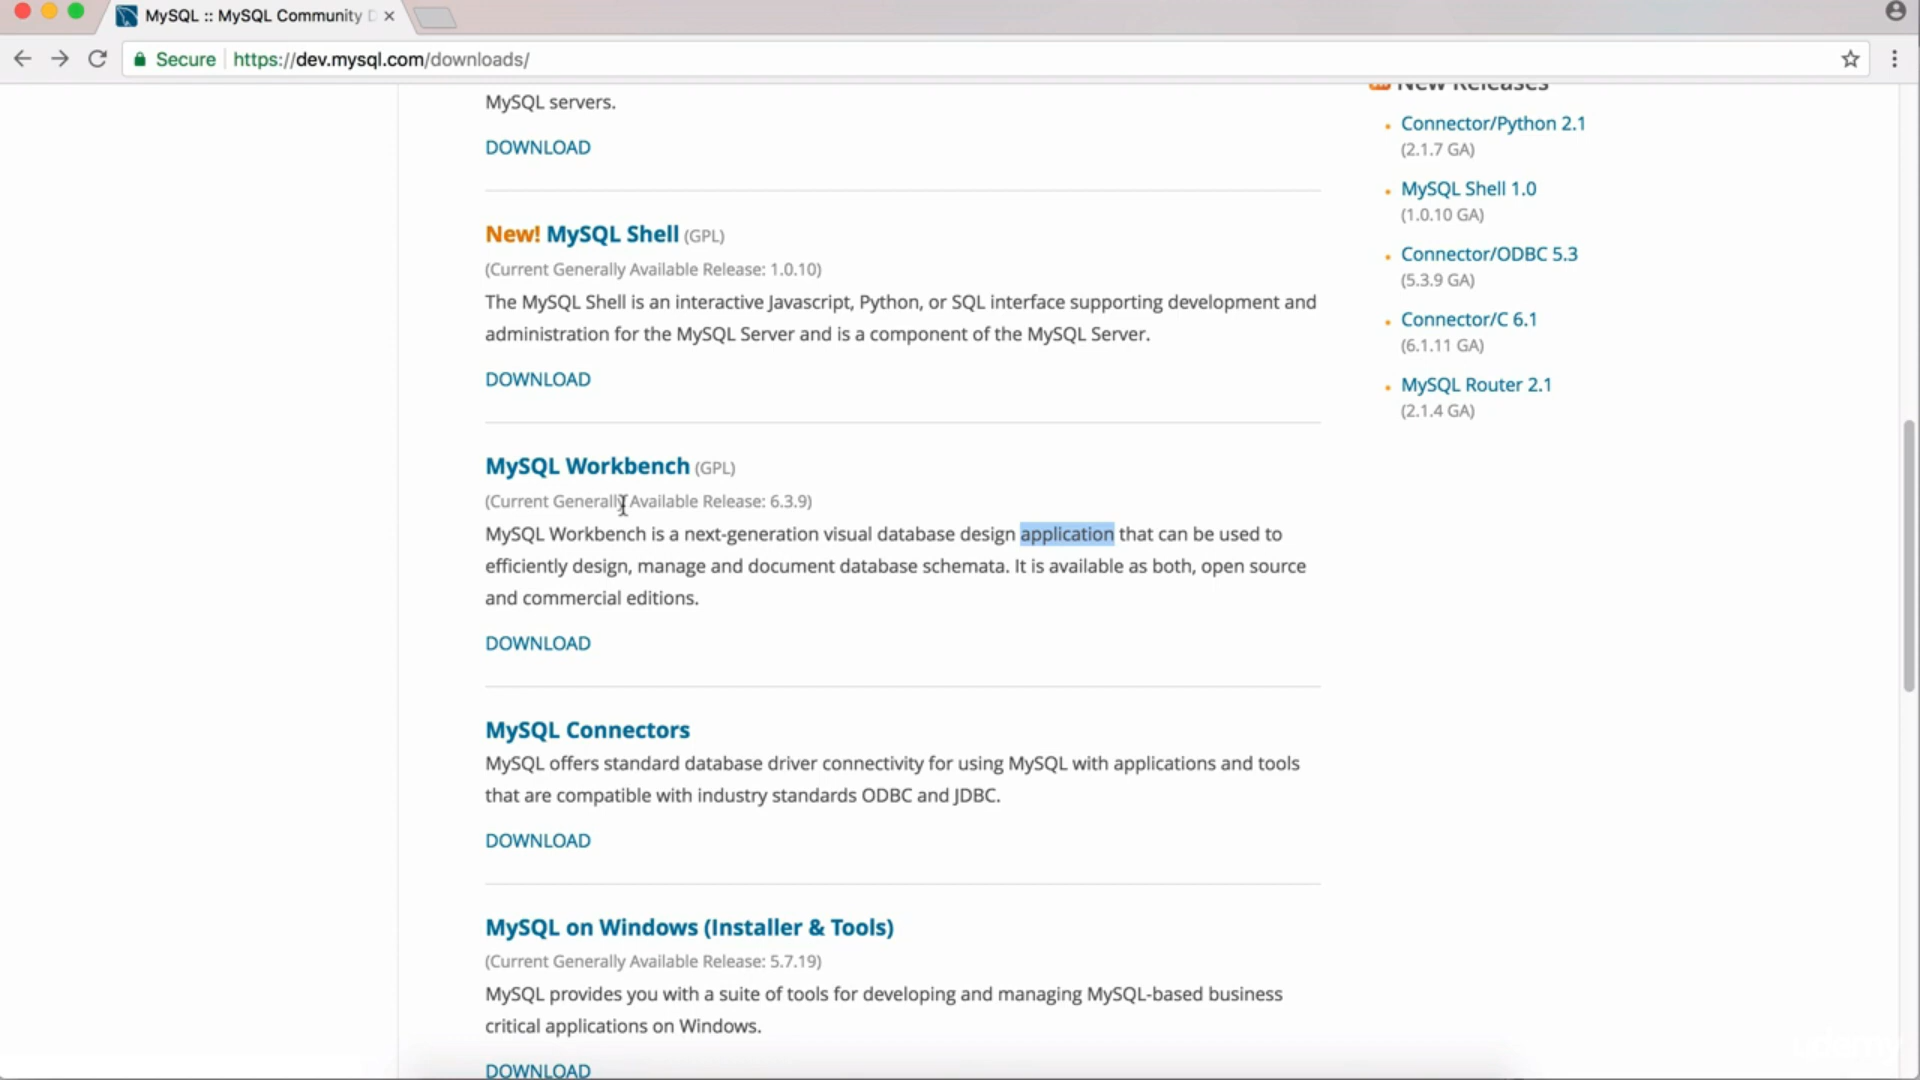 MySQL :: MySQL Community D
Secure https://dev.mysql.com/downloads/
MySQL servers.
DOWNLOAD
New! MySQL Shell (GPL)
(Current Generally Available Release: 1.0.10)
The MySQL Shell is an interactive Javascript, Python, or SQL interface supporting development and
administration for the MySQL Server and is a component of the MySQL Server.
DOWNLOAD
MySQL Workbench (GPL)
(Current Generally Available Release: 6.3.9)
MySQL Workbench is a next-generation visual database design application that can be used to
efficiently design, manage and document database schemata. It is available as both, open source
and commercial editions.
DOWNLOAD
MySQL Connectors
MySQL offers standard database driver connectivity for using MySQL with applications and tools
that are compatible with industry standards ODBC and JDBC.
DOWNLOAD
MySQL on Windows (Installer & Tools)
(Current Generally Available Release: 5.7.19)
MySQL provides you with a suite of tools for developing and managing MySQL-based business
critical applications on Windows.
DOWNLOAD
New Releases
Connector/Python 2.1
(2.1.7 GA)
MySQL Shell 1.0
(1.0.10 GA)
Connector/ODBC 5.3
(5.3.9 GA)
Connector/C 6.1
(6.1.11 GA)
MySQL Router 2.1
(2.1.4 GA)